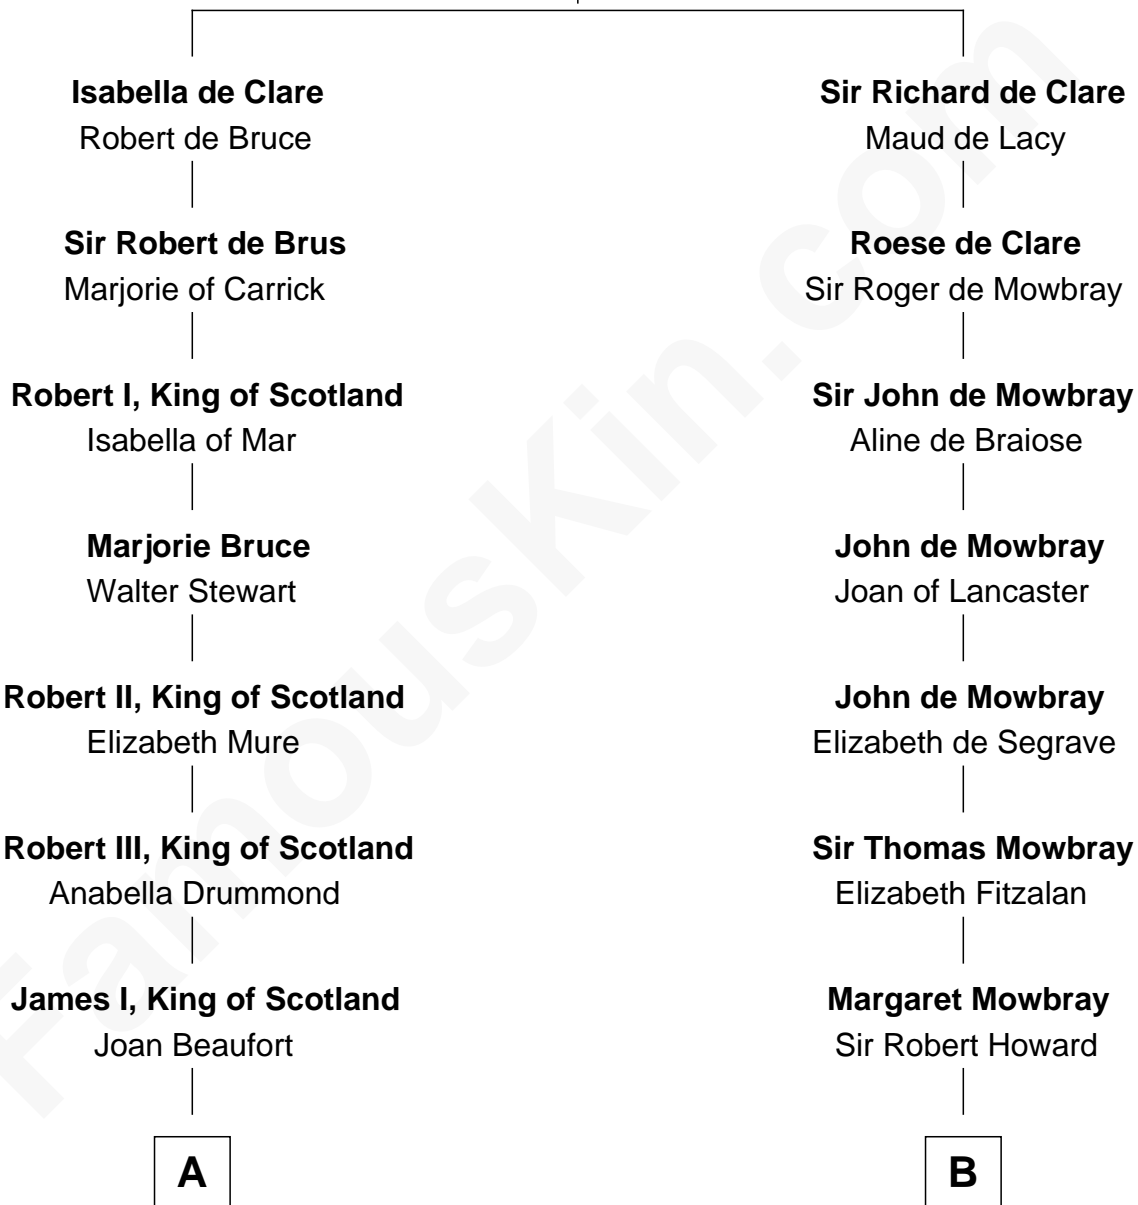 Isabella de Clare
Robert de Bruce
Sir Robert de Brus
Marjorie of Carrick
Robert I, King of Scotland
Isabella of Mar
Marjorie Bruce
Walter Stewart
Robert II, King of Scotland
Elizabeth Mure
Robert III, King of Scotland
Anabella Drummond
James I, King of Scotland
Joan Beaufort
A
Sir Richard de Clare
Maud de Lacy
Roese de Clare
Sir Roger de Mowbray
Sir John de Mowbray
Aline de Braiose
John de Mowbray
Joan of Lancaster
John de Mowbray
Elizabeth de Segrave
Sir Thomas Mowbray
Elizabeth Fitzalan
Margaret Mowbray
Sir Robert Howard
B
FamousKin.com